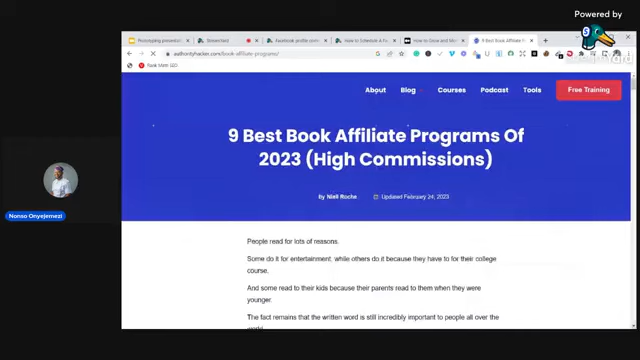 Powered by
StreamYard
authorityhacker.com/book-affiliate-programs/
About Blog Courses Podcast Tools Free Training
9 Best Book Affiliate Programs Of
2023 (High Commissions)
by Niell Roche Updated February 24, 2023
Nonso Onyejemezi
People read for lots of reasons.
Some do it for entertainment, while others do it because they have to for their college
course.
And some read to their kids because their parents read to them when they were
younger.
The fact remains that the written word is still incredibly important to people all over the
world.